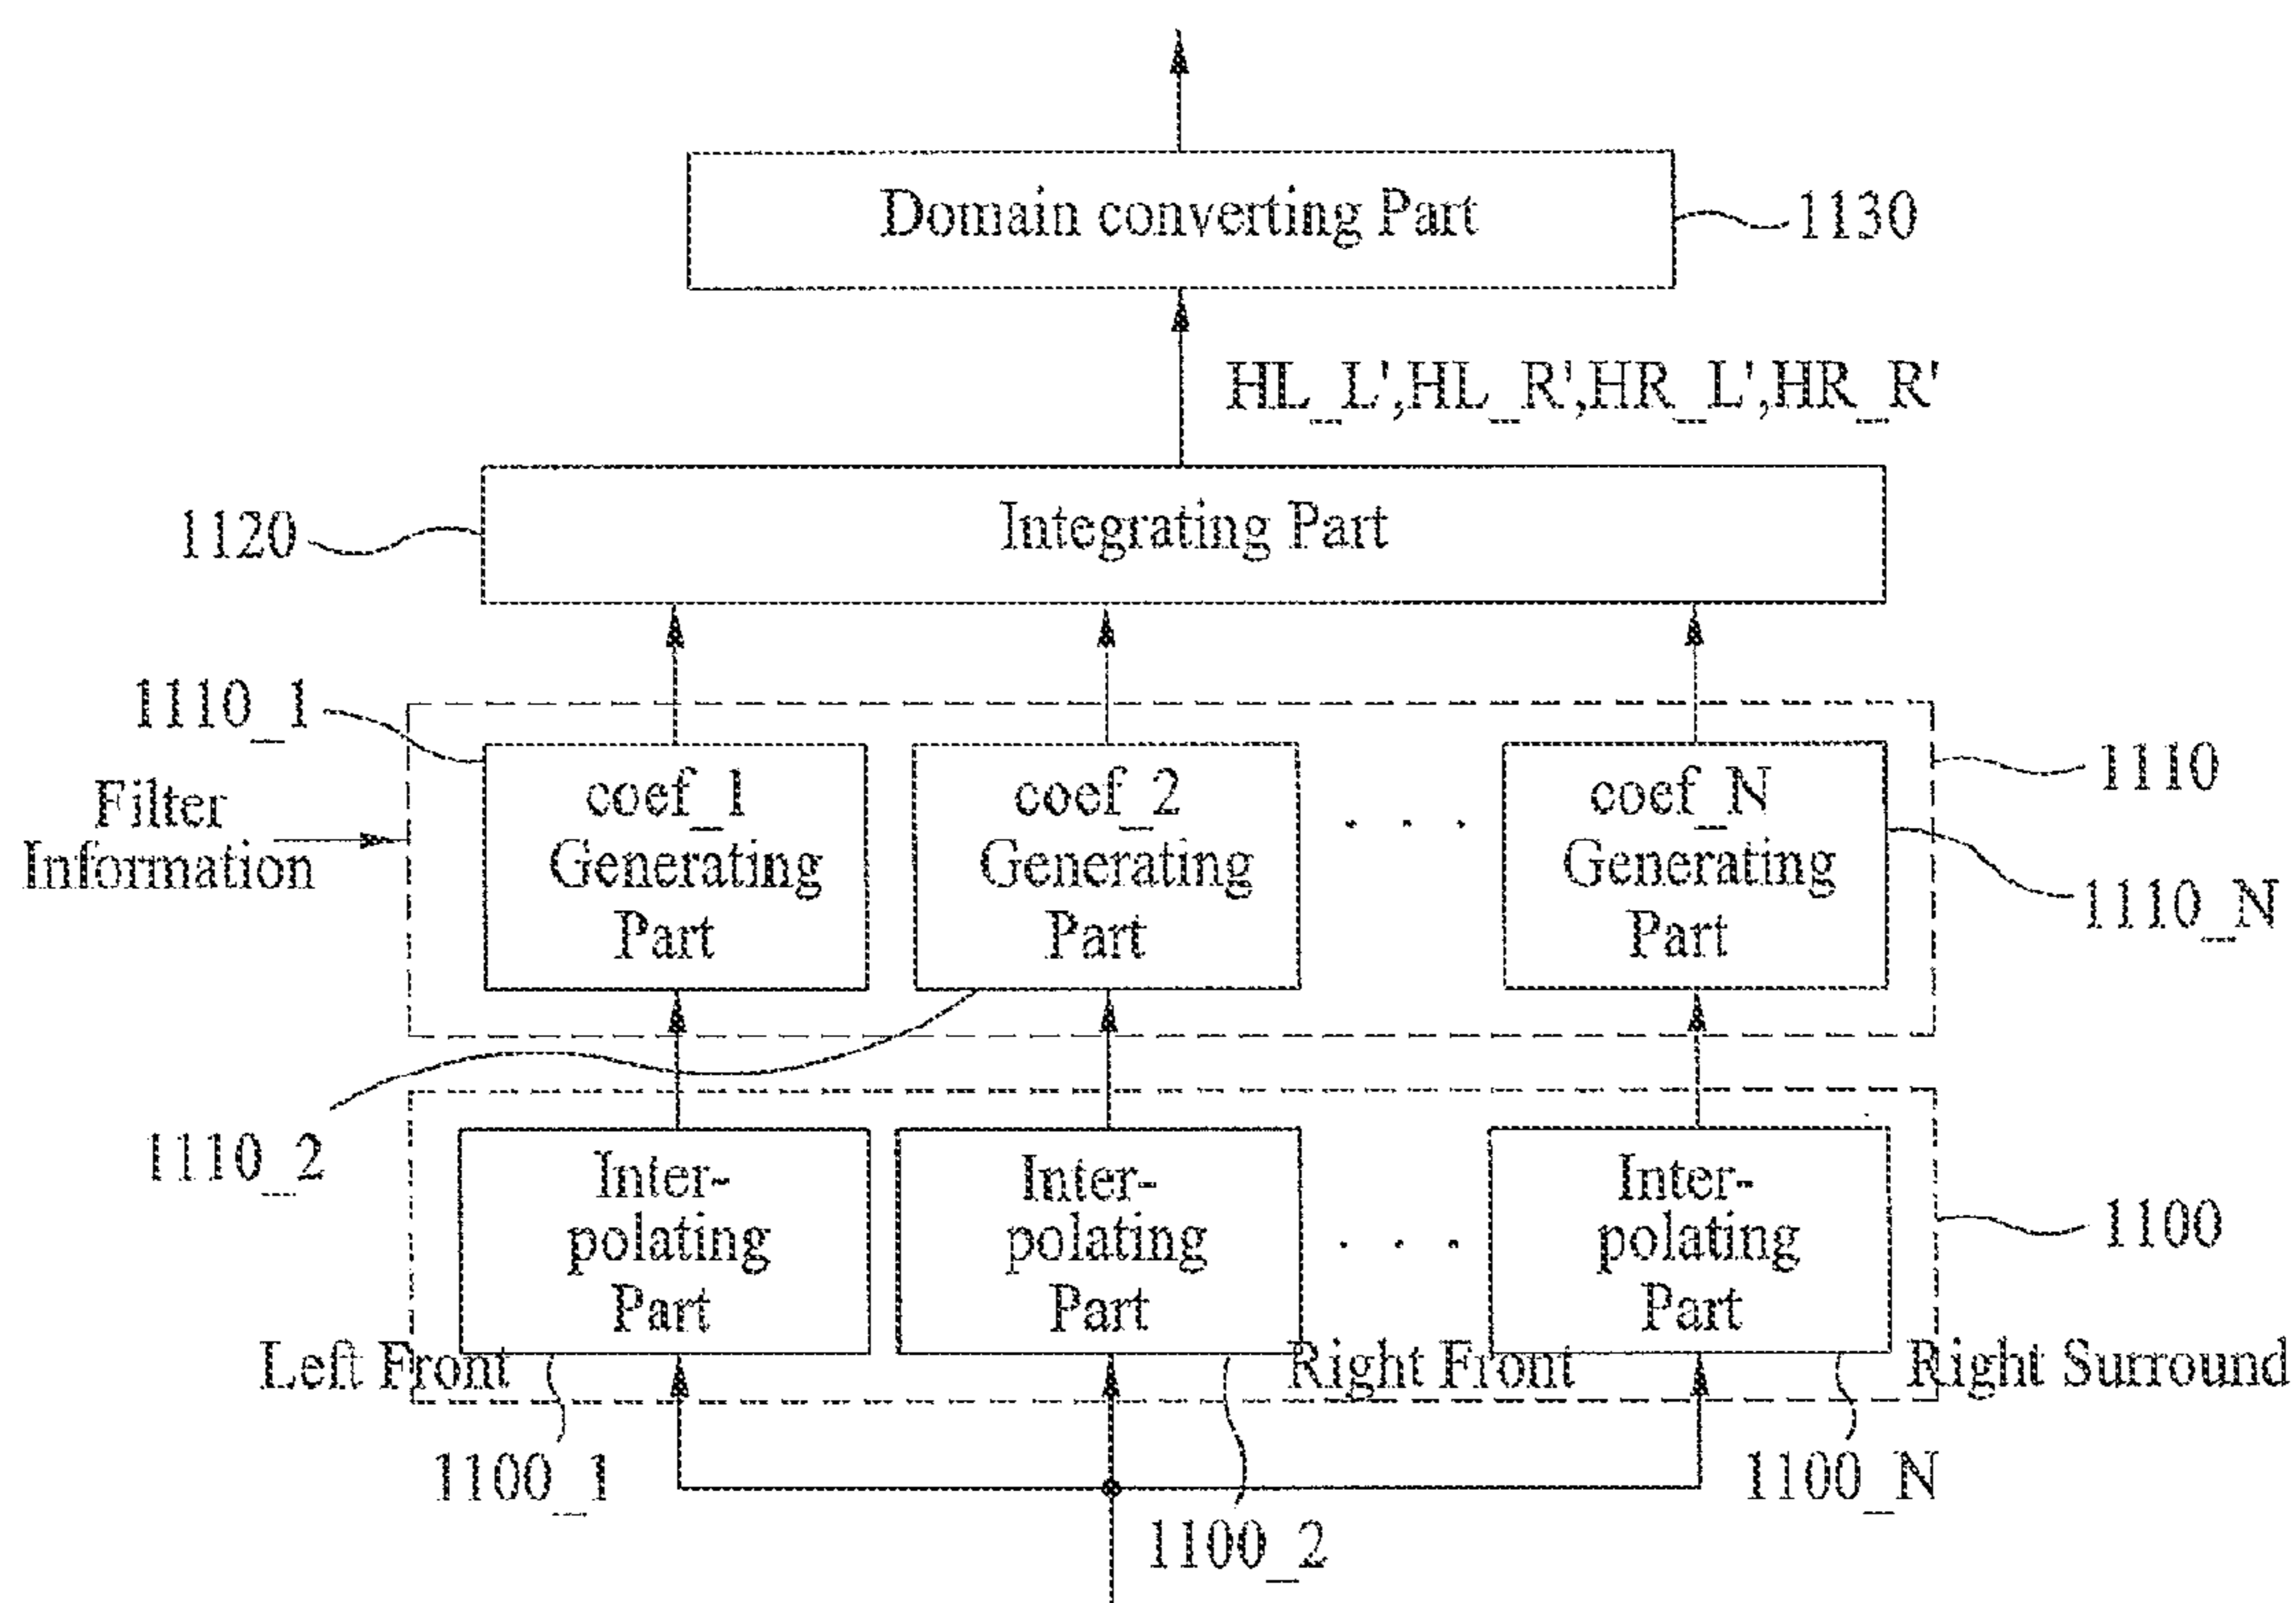 Domain converting Part
1130
HL_L',HL_R',HR_L',HR_R'
Integrating Part
1120
1110_1
Filter
Information
coef_1
Generating
Part
coef_2
Generating
Part
. . .
coef_N
Generating
Part
1110
1110_N
1110_2
Inter-
polating
Part
Inter-
polating
Part
. . .
Inter-
polating
Part
1100
Left Front
Right Front
Right Surround
1100_1
1100_2
1100_N